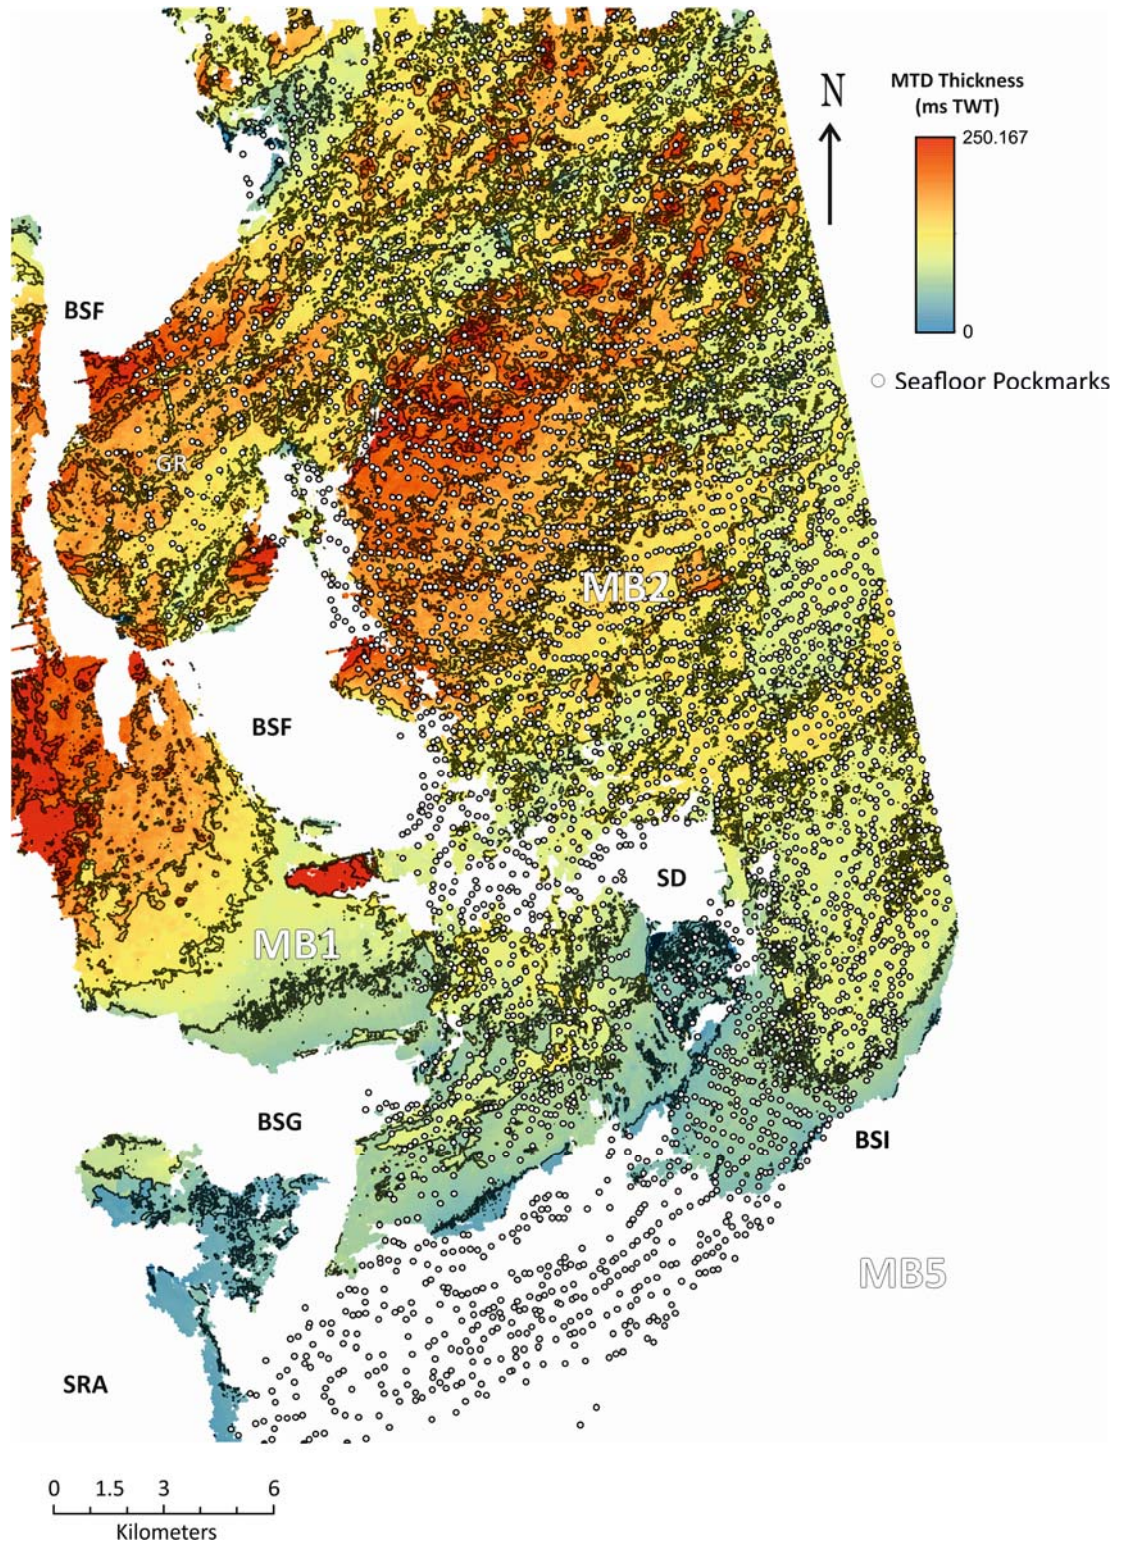 N
MTD Thickness
(ms TWT)
250.167
0
Seafloor Pockmarks
BSF
GR
MB2
BSF
SD
MB1
BSG
BSI
MB5
SRA
0 1.5 3 6
Kilometers